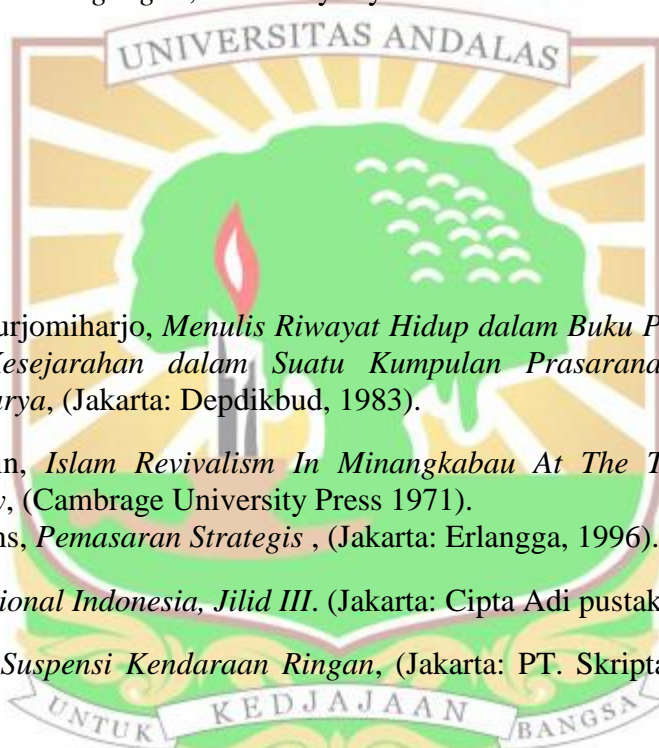 UNIVERSITAS ANDALAS
urjomiharjo, Menulis Riwayat Hidup dalam Buku P
esejarahan dalam Suatu Kumpulan Prasarana
arya, (Jakarta: Depdikbud, 1983).
n, Islam Revivalism In Minangkabau At The T
, (Cambrage University Press 1971).
ns, Pemasaran Strategis , (Jakarta: Erlangga, 1996).
ional Indonesia, Jilid III. (Jakarta: Cipta Adi pustak
Suspensi Kendaraan Ringan, (Jakarta: PT. Skripta
UNTUK KEDJAJAAN BANGSA